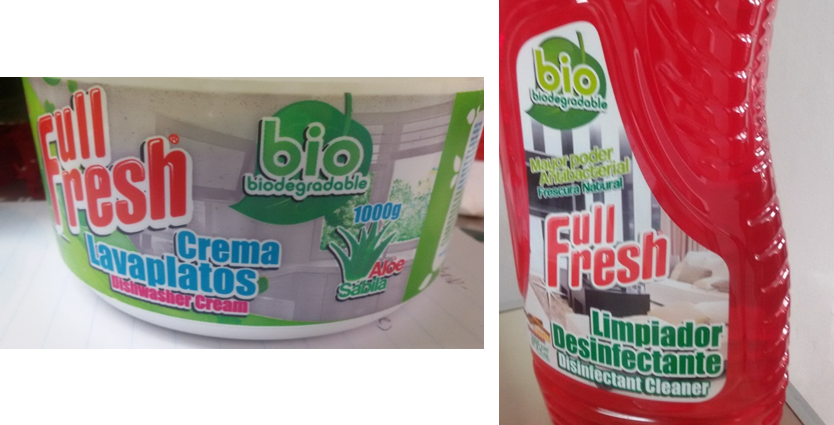 Full
Fresh
bio
biodegradable
1000g
Crema
Lavaplatos
Dishwasher Cream
Aloe
Sabila
bio
biodegradable
Mayor poder
Antibacterial
Frescura Natural
Full
Fresh
Limpiador
Desinfectante
Disinfectant Cleaner